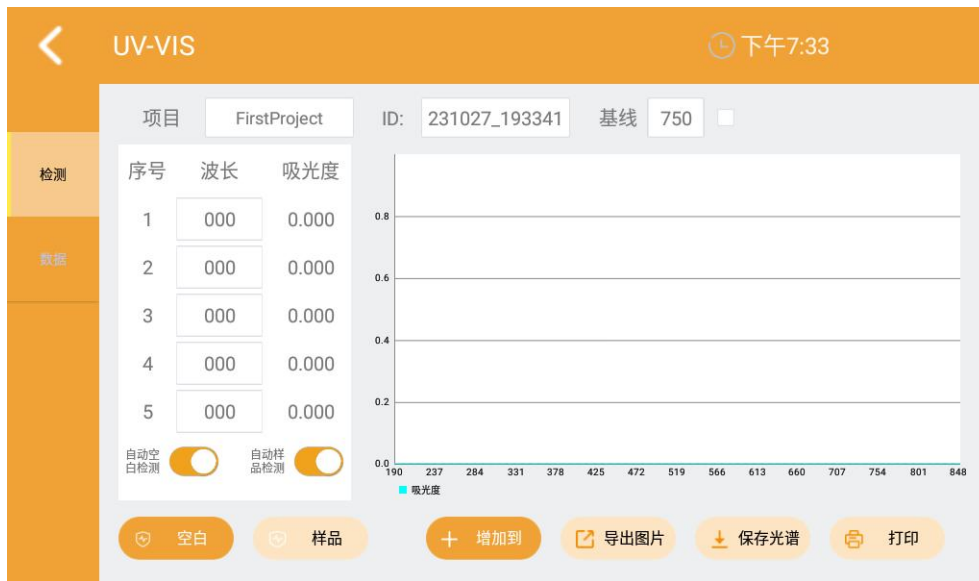 UV-VIS
下午7:33
项目 FirstProject ID: 231027_193341 基线 750
检测
数据
序号 波长 吸光度
1 000 0.000
2 000 0.000
3 000 0.000
4 000 0.000
5 000 0.000
自动空
白检测
自动样
品检测
0.8
0.6
0.4
0.2
0.0
190 237 284 331 378 425 472 519 566 613 660 707 754 801 848
吸光度
空白 样品 增加到 导出图片 保存光谱 打印